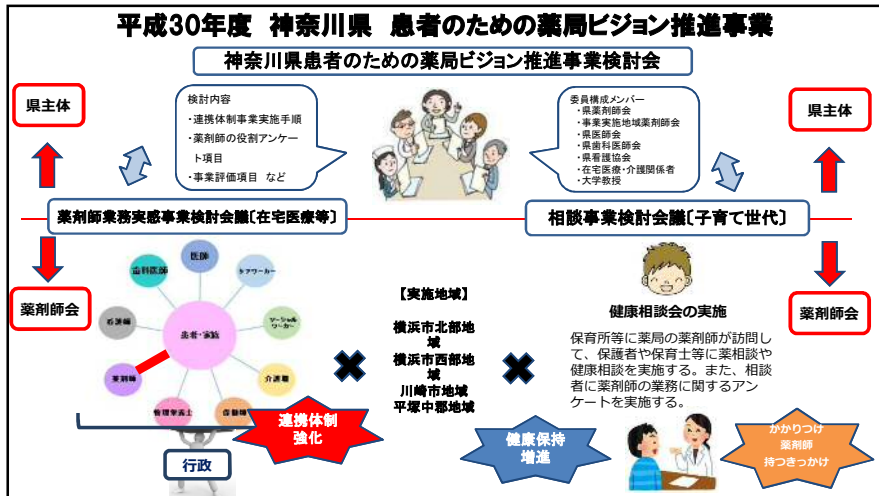 平成30年度 神奈川県 患者のための薬局ビジョン推進事業
神奈川県患者のための薬局ビジョン推進事業検討会
県主体
検討内容
・連携体制事業実施手順
・薬剤師の役割アンケー
ト項目
・事業評価項目 など
委員構成メンバー
・県薬剤師会
・事業実施地域薬剤師会
・県医師会
・県歯科医師会
・県看護協会
・在宅医療・介護関係者
・大学教授
県主体
薬剤師業務実感事業検討会議〔在宅医療等〕
相談事業検討会議〔子育て世代〕
薬剤師会
医師
歯科医師
ケアワーカー
看護師
患者・家族
ソーシャル
ワーカー
薬剤師
介護職
管理栄養士
保健師
連携体制
強化
行政
【実施地域】
横浜市北部地
域
横浜市西部地
域
川崎市地域
平塚中郡地域
健康相談会の実施
保育所等に薬局の薬剤師が訪問し
て、保護者や保育士等に薬相談や
健康相談を実施する。また、相談
者に薬剤師の業務に関するアン
ケートを実施する。
薬剤師会
健康保持
増進
かかりつけ
薬剤師
持つきっかけ